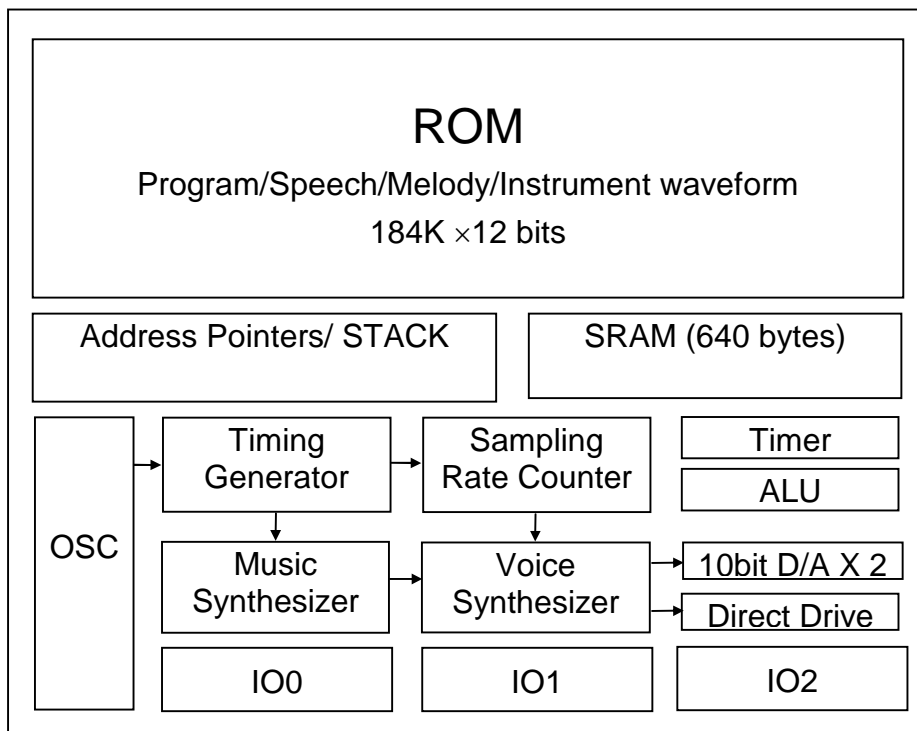 ROM
Program/Speech/Melody/Instrument waveform
184K ×12 bits
Address Pointers/ STACK
SRAM (640 bytes)
OSC
Timing
Generator
Sampling
Rate Counter
Timer
ALU
Music
Synthesizer
Voice
Synthesizer
10bit D/A X 2
Direct Drive
IO0
IO1
IO2